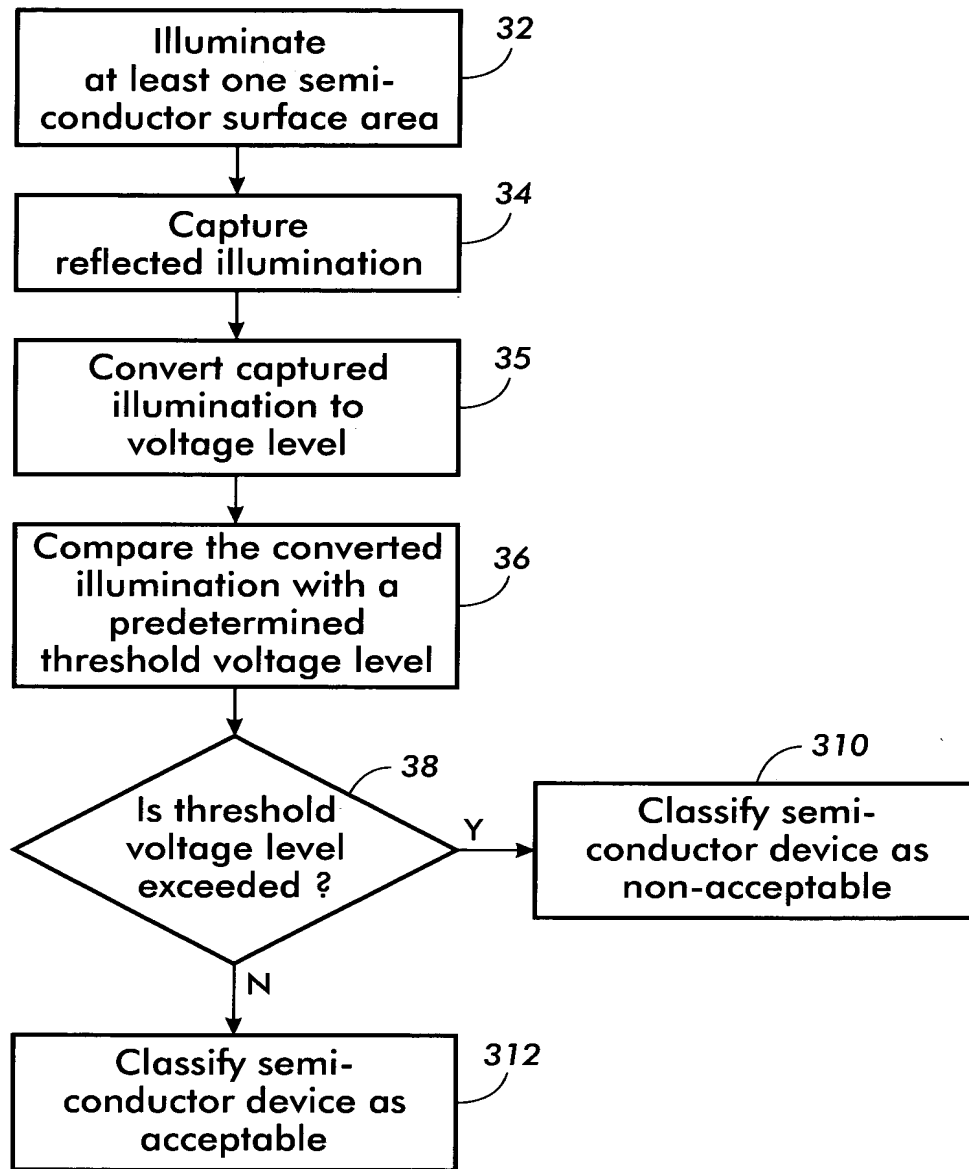 Illuminate
at least one semi-
conductor surface area
32
Capture
reflected illumination
34
Convert captured
illumination to
voltage level
35
Compare the converted
illumination with a
predetermined
threshold voltage level
36
Is threshold
voltage level
exceeded ?
38
Y
Classify semi-
conductor device as
non-acceptable
310
N
Classify semi-
conductor device as
acceptable
312